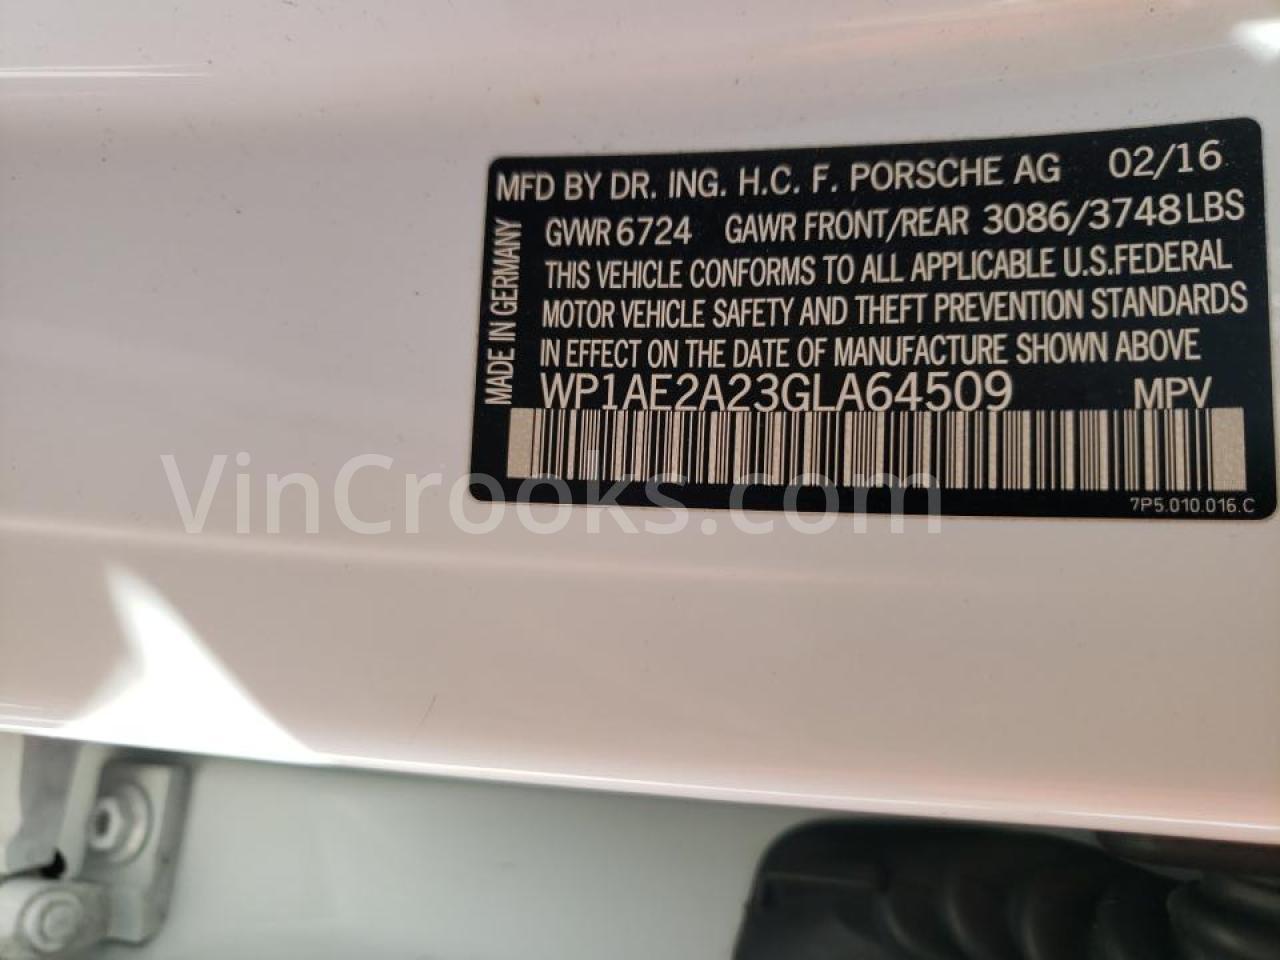 MFD BY DR. ING. H.C. F. PORSCHE AG 02/16
GVWR 6724 GAWR FRONT/REAR 3086/3748LBS
THIS VEHICLE CONFORMS TO ALL APPLICABLE U.S.FEDERAL
MOTOR VEHICLE SAFETY AND THEFT PREVENTION STANDARDS
IN EFFECT ON THE DATE OF MANUFACTURE SHOWN ABOVE
WP1AE2A23GLA64509 MPV
MADE IN GERMANY
7P5.010.016.C
VinCrooks.com